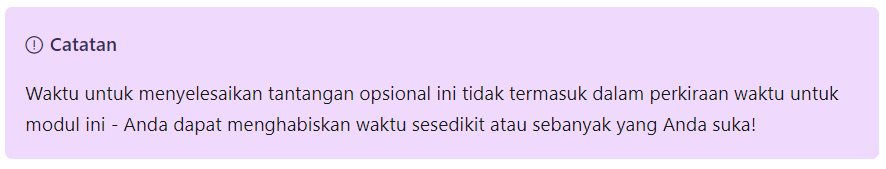 Catatan
Waktu untuk menyelesaikan tantangan opsional ini tidak termasuk dalam perkiraan waktu untuk
modul ini - Anda dapat menghabiskan waktu sesedikit atau sebanyak yang Anda suka!